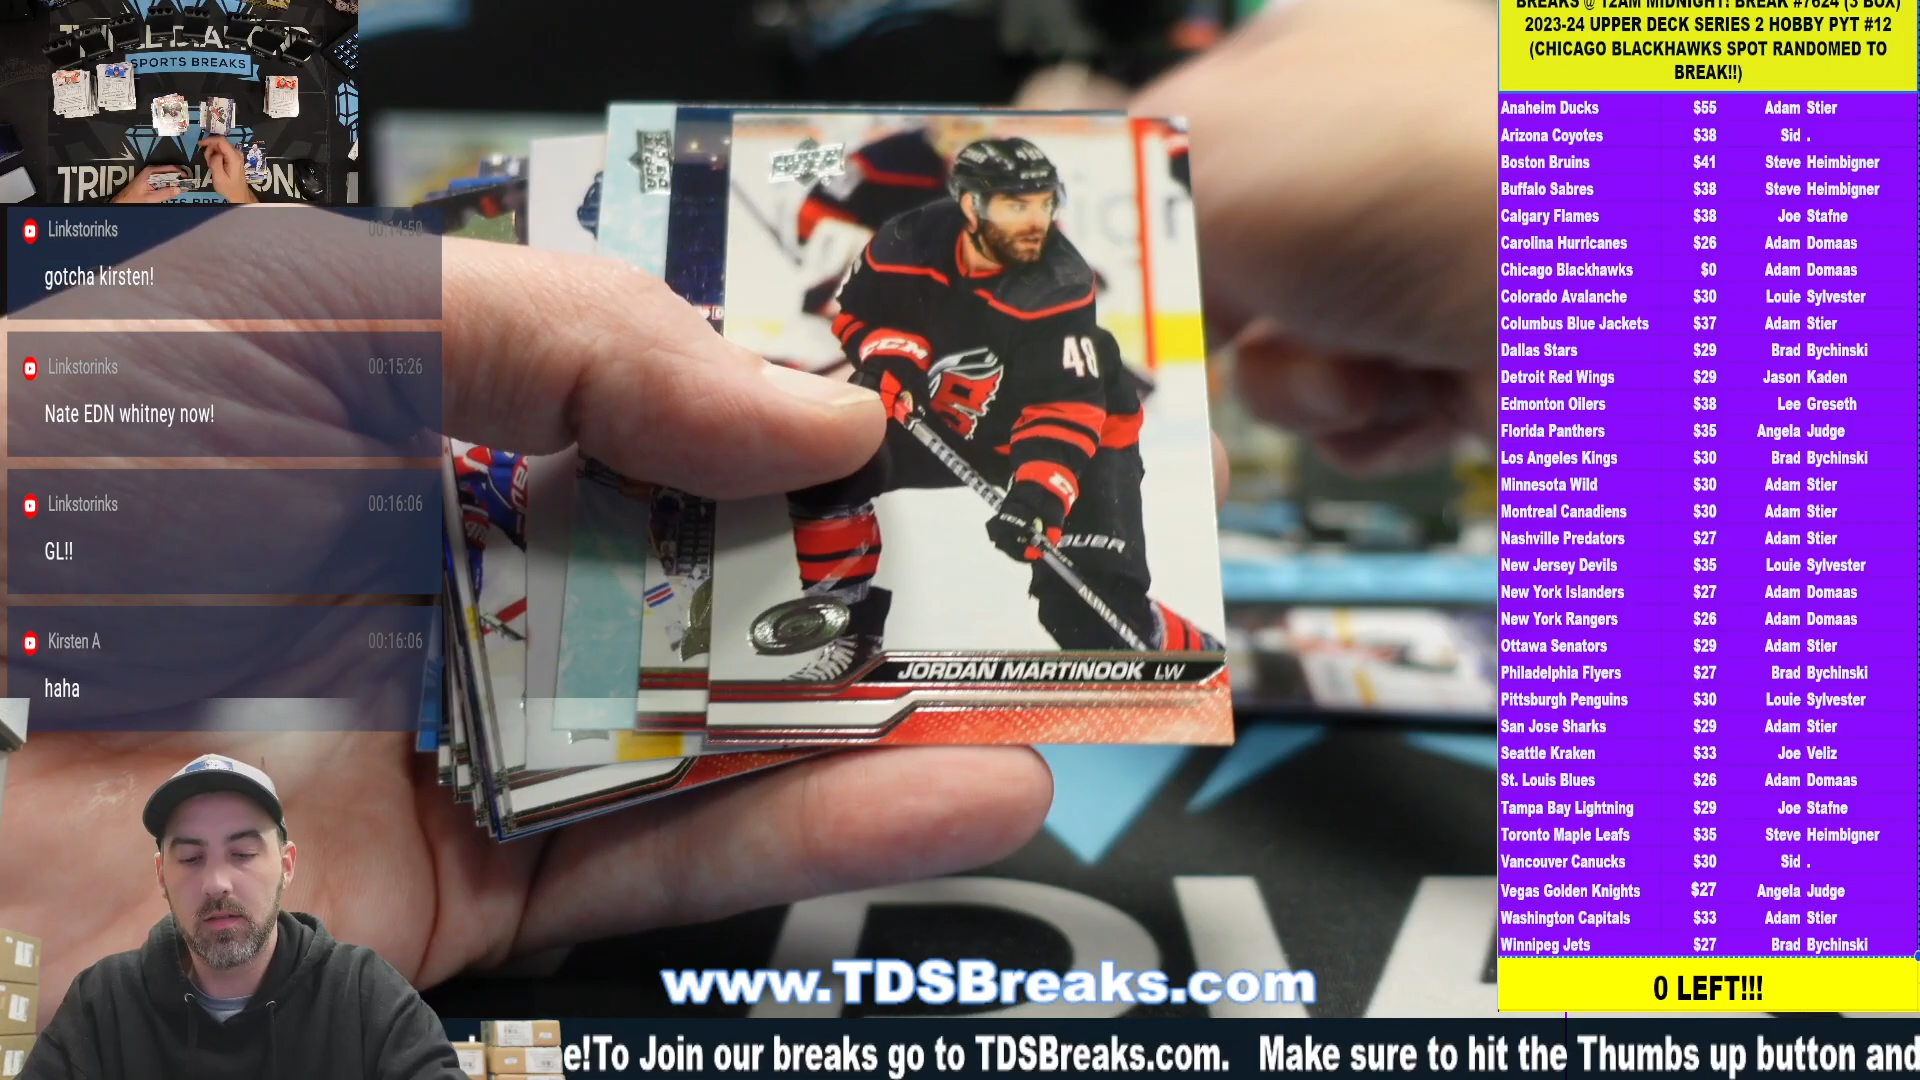 SPORTS BREAKS
Linkstorinks 00:14:50
gotcha kirsten!
Linkstorinks 00:15:26
Nate EDN whitney now!
Linkstorinks 00:16:06
GL!!
Kirsten A 00:16:06
haha
48
CCM
BAUER
JORDAN MARTINOOK LW
www.TDSBreaks.com
e!To Join our breaks go to TDSBreaks.com. Make sure to hit the Thumbs up button and
BREAKS @ 12AM MIDNIGHT! BREAK #7624 (3 BOX)
2023-24 UPPER DECK SERIES 2 HOBBY PYT #12
(CHICAGO BLACKHAWKS SPOT RANDOMED TO
BREAK!!)
Anaheim Ducks $55 Adam Stier
Arizona Coyotes $38 Sid .
Boston Bruins $41 Steve Heimbigner
Buffalo Sabres $38 Steve Heimbigner
Calgary Flames $38 Joe Stafne
Carolina Hurricanes $26 Adam Domaas
Chicago Blackhawks $0 Adam Domaas
Colorado Avalanche $30 Louie Sylvester
Columbus Blue Jackets $37 Adam Stier
Dallas Stars $29 Brad Bychinski
Detroit Red Wings $29 Jason Kaden
Edmonton Oilers $38 Lee Greseth
Florida Panthers $35 Angela Judge
Los Angeles Kings $30 Brad Bychinski
Minnesota Wild $30 Adam Stier
Montreal Canadiens $30 Adam Stier
Nashville Predators $27 Adam Stier
New Jersey Devils $35 Louie Sylvester
New York Islanders $27 Adam Domaas
New York Rangers $26 Adam Domaas
Ottawa Senators $29 Adam Stier
Philadelphia Flyers $27 Brad Bychinski
Pittsburgh Penguins $30 Louie Sylvester
San Jose Sharks $29 Adam Stier
Seattle Kraken $33 Joe Veliz
St. Louis Blues $26 Adam Domaas
Tampa Bay Lightning $29 Joe Stafne
Toronto Maple Leafs $35 Steve Heimbigner
Vancouver Canucks $30 Sid .
Vegas Golden Knights $27 Angela Judge
Washington Capitals $33 Adam Stier
Winnipeg Jets $27 Brad Bychinski
0 LEFT!!!